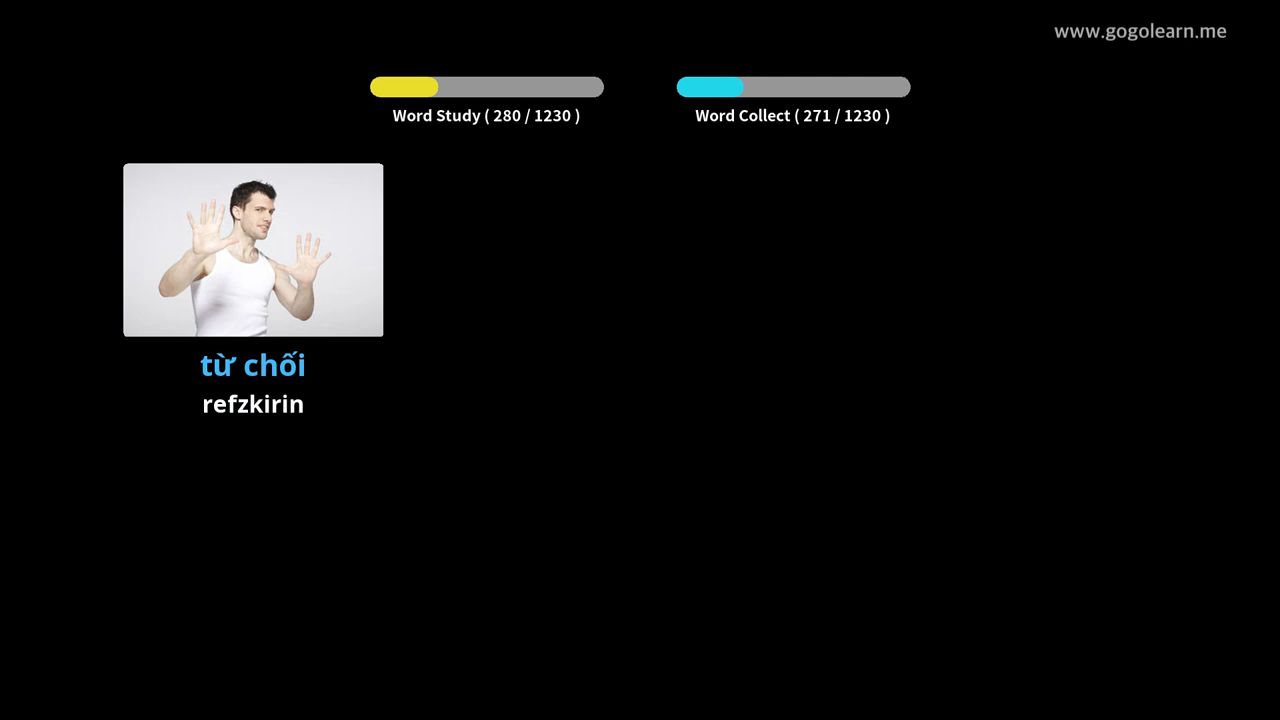 www.gogolearn.me
Word Study ( 280 / 1230 )
Word Collect ( 271 / 1230 )
từ chối
refzkirin